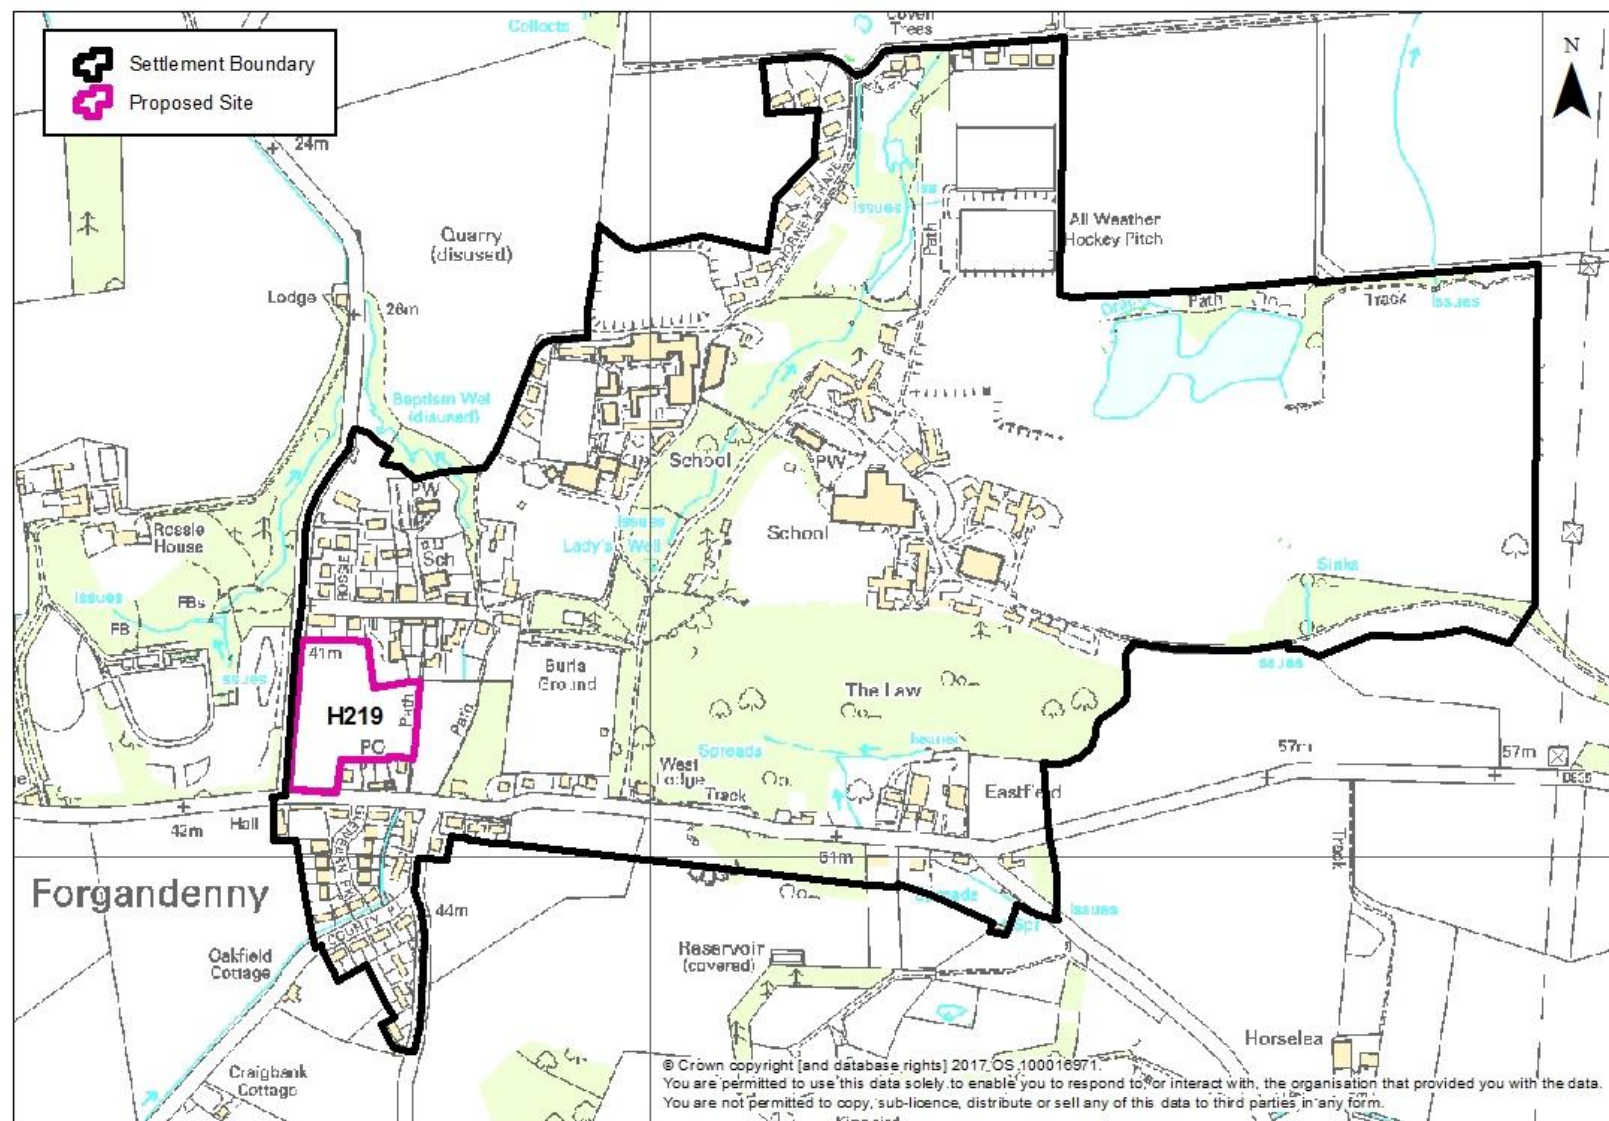 Settlement Boundary
Proposed Site
N
Collects
Trees
24m
Quarry
(disused)
Lodge
26m
Issues
Path
All Weather
Hockey Pitch
Path
Track
Issues
(disused)
School
PW
PW
School
Issues
Lady's Well
Sch
Rossie
House
Issues
FBs
FB
Sinks
41m
H219
Path
Path
Ground
The Law
Spreads
Issues
West
Lodge
Track
Eastfield
57m
57m
42m
Hall
51m
Track
Forgandenny
44m
Issues
Oakfield
Cottage
Reservoir
(covered)
Horselea
Craigbank
Cottage
© Crown copyright [and database rights] 2017 OS 100016971.
You are permitted to use this data solely to enable you to respond to, or interact with, the organisation that provided you with the data.
You are not permitted to copy, sub-licence, distribute or sell any of this data to third parties in any form.